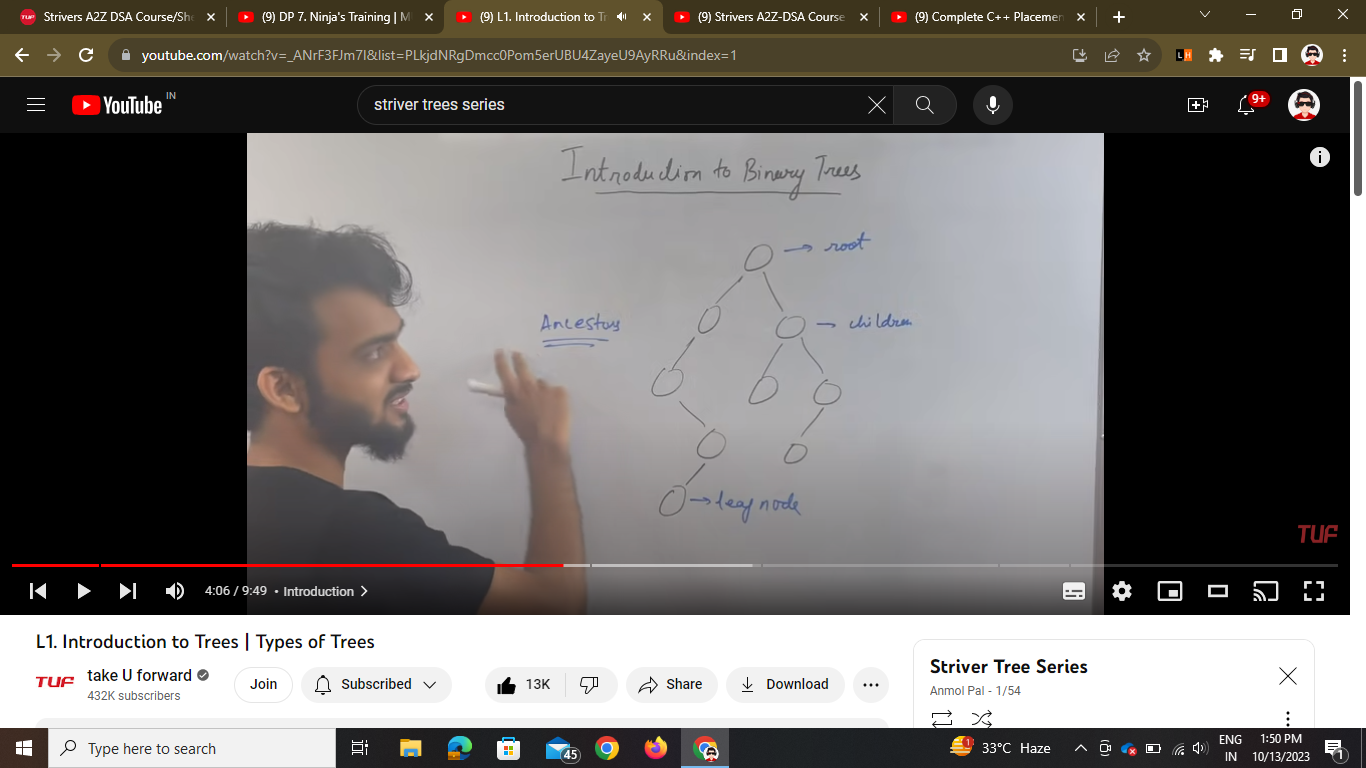 Strivers A2Z DSA Course/She
(9) DP 7. Ninja's Training | M
(9) L1. Introduction to Tr
(9) Strivers A2Z-DSA Course
(9) Complete C++ Placemen
youtube.com/watch?v=_ANrF3FJm7I&list=PLkjdNRgDmcc0Pom5erUBU4ZayeU9AyRRu&index=1
LH
YouTube IN
striver trees series
9+
Introduction to Binary Trees
root
Ancestors
children
leaf node
TUF
4:06 / 9:49 • Introduction
L1. Introduction to Trees | Types of Trees
TUF
take U forward
432K subscribers
Join
Subscribed
13K
Share
Download
Striver Tree Series
Anmol Pal - 1/54
Type here to search
45
1
33°C Haze
ENG
IN
1:50 PM
10/13/2023
1